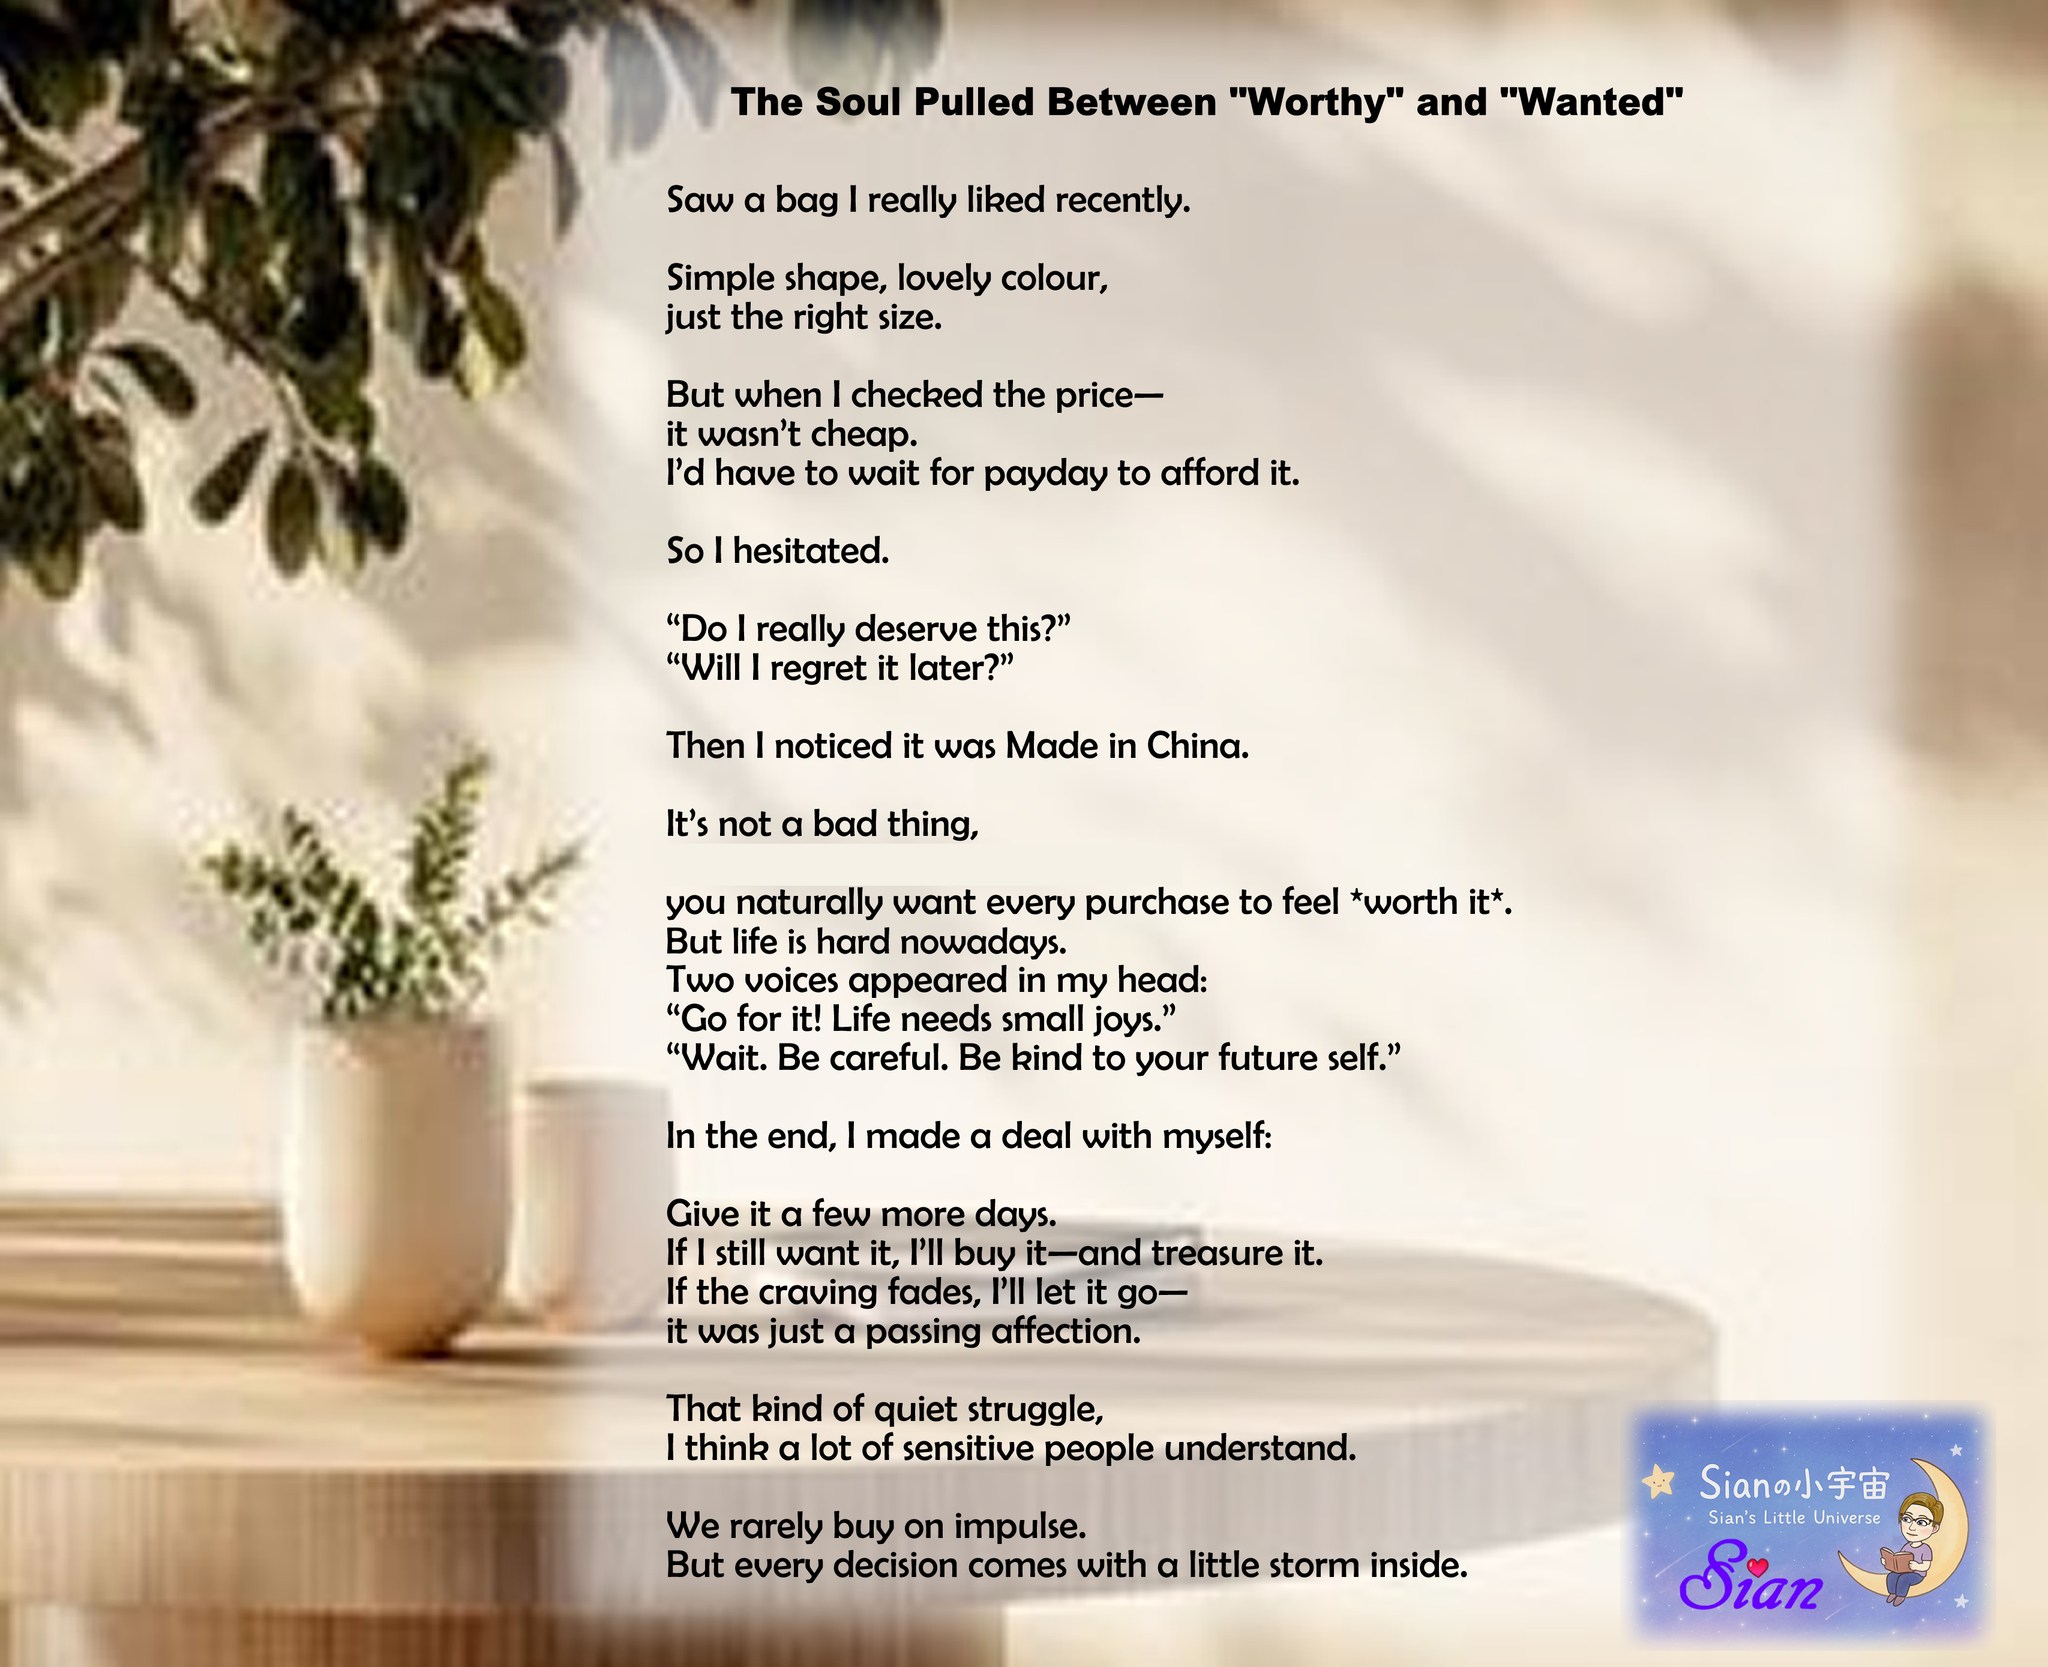 The Soul Pulled Between "Worthy" and "Wanted"
Saw a bag I really liked recently.
Simple shape, lovely colour,
just the right size.
But when I checked the price—
it wasn’t cheap.
I’d have to wait for payday to afford it.
So I hesitated.
“Do I really deserve this?”
“Will I regret it later?”
Then I noticed it was Made in China.
It’s not a bad thing,
you naturally want every purchase to feel *worth it*.
But life is hard nowadays.
Two voices appeared in my head:
“Go for it! Life needs small joys.”
“Wait. Be careful. Be kind to your future self.”
In the end, I made a deal with myself:
Give it a few more days.
If I still want it, I’ll buy it—and treasure it.
If the craving fades, I’ll let it go—
it was just a passing affection.
That kind of quiet struggle,
I think a lot of sensitive people understand.
We rarely buy on impulse.
But every decision comes with a little storm inside.
Sianの小宇宙
Sian's Little Universe
Sian